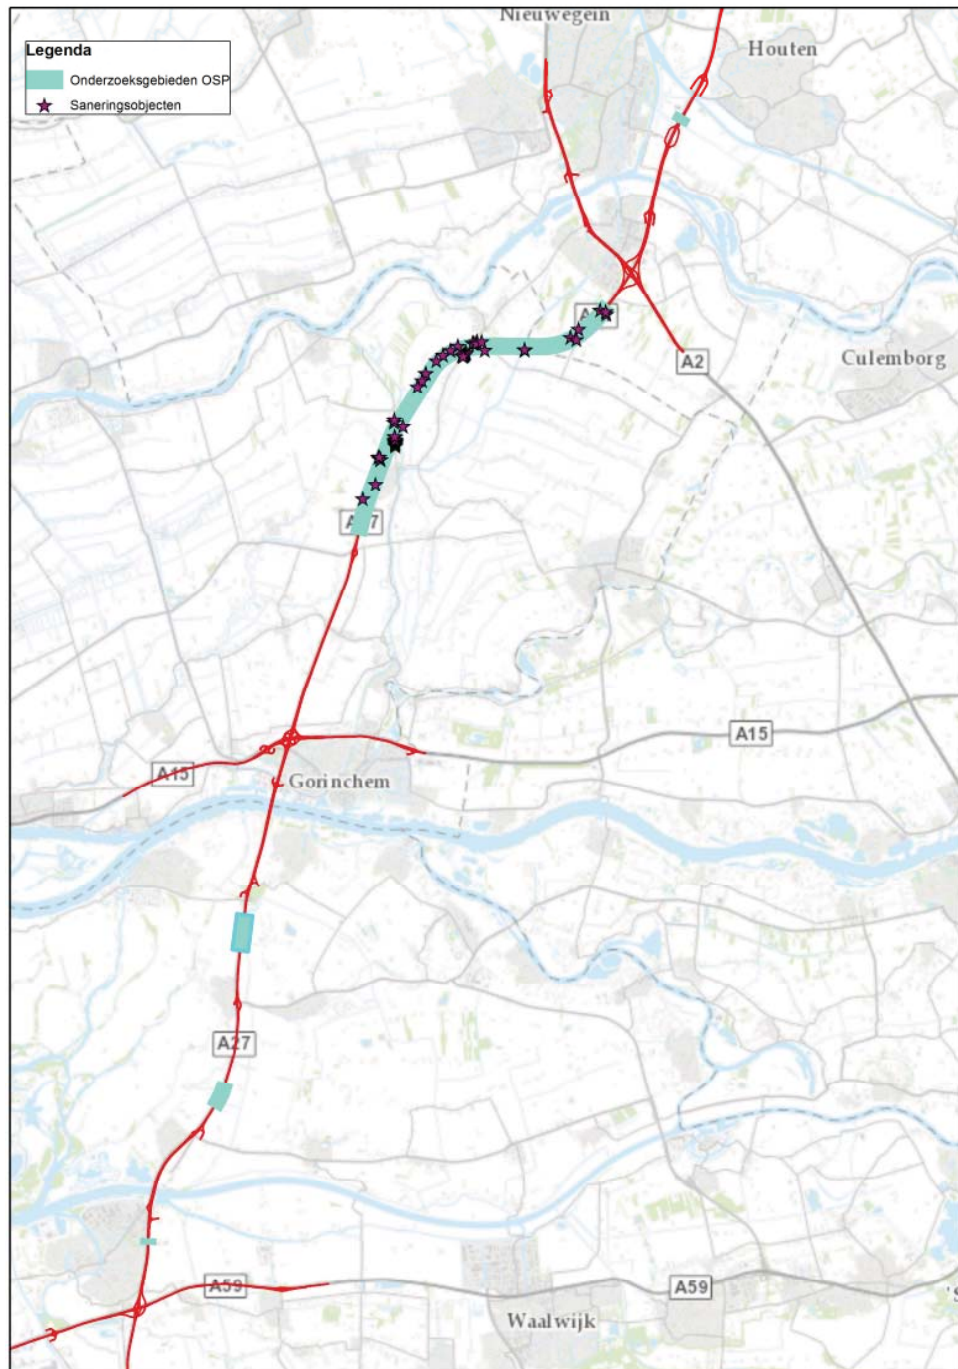 Nieuwegein
Legenda
Onderzoeksgebieden OSP
Saneringsobjecten
Houten
Culemborg
A2
A15
A15
Gorinchem
A27
A59
A59
Waalwijk